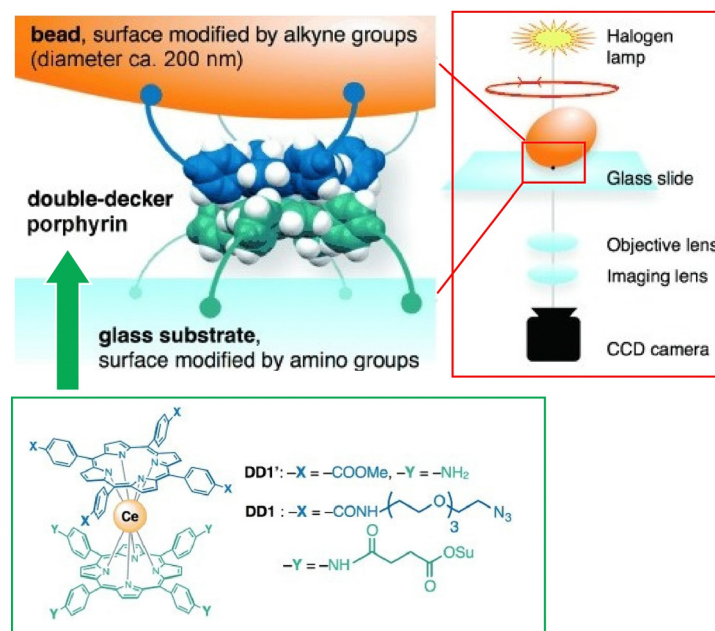 bead, surface modified by alkyne groups
(diameter ca. 200 nm)
double-decker
porphyrin
glass substrate,
surface modified by amino groups
Halogen
lamp
Glass slide
Objective lens
Imaging lens
CCD camera
X
X
X
X
N
N
N
N
Ce
Y
Y
N
N
N
N
Y
Y
DD1': –X = –COOMe, –Y = –NH₂
DD1 : –X = –CONH ( O )₃ N₃
–Y = –NH O O OSu